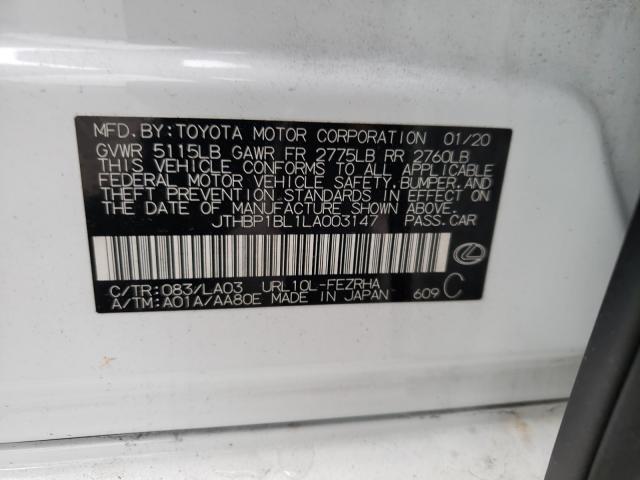 MFD. BY: TOYOTA MOTOR CORPORATION 01/20
GVWR 5115LB GAWR FR 2775LB RR 2760LB
THIS VEHICLE CONFORMS TO ALL APPLICABLE
FEDERAL MOTOR VEHICLE SAFETY, BUMPER, AND
THEFT PREVENTION STANDARDS IN EFFECT ON
THE DATE OF MANUFACTURE SHOWN ABOVE.
JTHBP1BL1LA003147 PASS. CAR
C/TR: 083/LA03 URL10L-FEZRHA
A/TM: A01A/AA80E MADE IN JAPAN 609 C